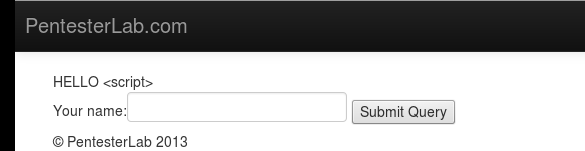 PentesterLab.com
HELLO <script>
Your name: Submit Query
© PentesterLab 2013